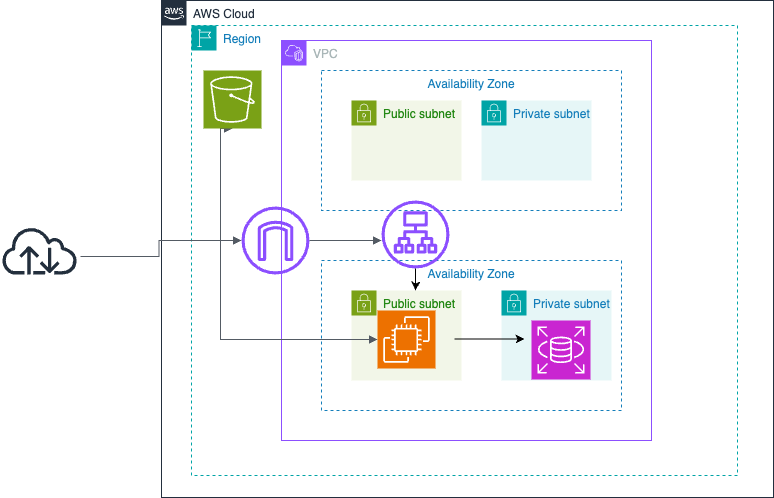 aws AWS Cloud
Region
VPC
Availability Zone
Public subnet
Private subnet
Availability Zone
Public subnet
Private subnet